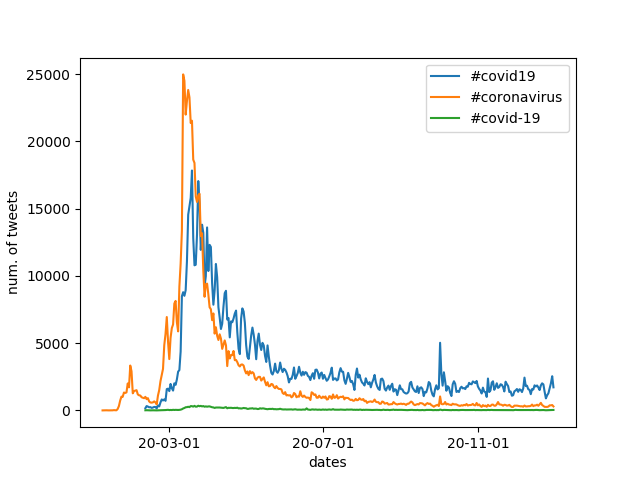 #covid19
#coronavirus
#covid-19
25000
20000
15000
10000
5000
0
num. of tweets
20-03-01 20-07-01 20-11-01
dates